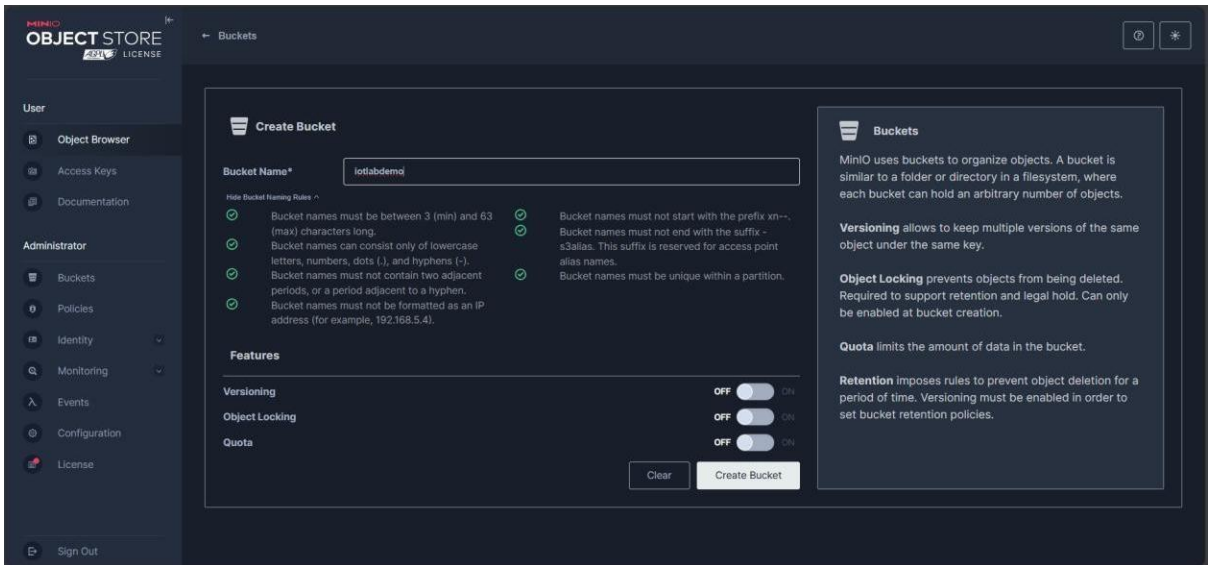 MINIO
OBJECT STORE
AGPLv3 LICENSE
User
Object Browser
Access Keys
Documentation
Administrator
Buckets
Policies
Identity
Monitoring
Events
Configuration
License
Sign Out
← Buckets
Create Bucket
Bucket Name*
iotlabdemo
Hide Bucket Naming Rules
Bucket names must be between 3 (min) and 63
(max) characters long.
Bucket names can consist only of lowercase
letters, numbers, dots (.), and hyphens (-).
Bucket names must not contain two adjacent
periods, or a period adjacent to a hyphen.
Bucket names must not be formatted as an IP
address (for example, 192.168.5.4).
Bucket names must not start with the prefix xn--.
Bucket names must not end with the suffix -
s3alias. This suffix is reserved for access point
alias names.
Bucket names must be unique within a partition.
Features
Versioning
OFF ON
Object Locking
OFF ON
Quota
OFF ON
Clear
Create Bucket
Buckets
MinIO uses buckets to organize objects. A bucket is
similar to a folder or directory in a filesystem, where
each bucket can hold an arbitrary number of objects.
Versioning allows to keep multiple versions of the same
object under the same key.
Object Locking prevents objects from being deleted.
Required to support retention and legal hold. Can only
be enabled at bucket creation.
Quota limits the amount of data in the bucket.
Retention imposes rules to prevent object deletion for a
period of time. Versioning must be enabled in order to
set bucket retention policies.